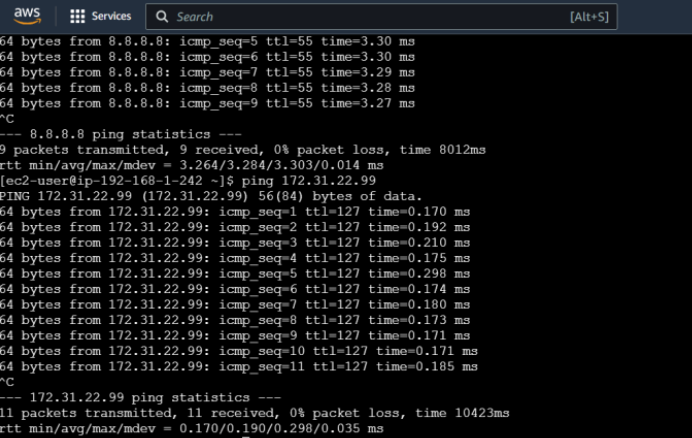 aws Services Search [Alt+S]
64 bytes from 8.8.8.8: icmp_seq=5 ttl=55 time=3.30 ms
64 bytes from 8.8.8.8: icmp_seq=6 ttl=55 time=3.30 ms
64 bytes from 8.8.8.8: icmp_seq=7 ttl=55 time=3.29 ms
64 bytes from 8.8.8.8: icmp_seq=8 ttl=55 time=3.28 ms
64 bytes from 8.8.8.8: icmp_seq=9 ttl=55 time=3.27 ms
^C
--- 8.8.8.8 ping statistics ---
9 packets transmitted, 9 received, 0% packet loss, time 8012ms
rtt min/avg/max/mdev = 3.264/3.284/3.303/0.014 ms
[ec2-user@ip-192-168-1-242 ~]$ ping 172.31.22.99
PING 172.31.22.99 (172.31.22.99) 56(84) bytes of data.
64 bytes from 172.31.22.99: icmp_seq=1 ttl=127 time=0.170 ms
64 bytes from 172.31.22.99: icmp_seq=2 ttl=127 time=0.192 ms
64 bytes from 172.31.22.99: icmp_seq=3 ttl=127 time=0.210 ms
64 bytes from 172.31.22.99: icmp_seq=4 ttl=127 time=0.175 ms
64 bytes from 172.31.22.99: icmp_seq=5 ttl=127 time=0.298 ms
64 bytes from 172.31.22.99: icmp_seq=6 ttl=127 time=0.174 ms
64 bytes from 172.31.22.99: icmp_seq=7 ttl=127 time=0.180 ms
64 bytes from 172.31.22.99: icmp_seq=8 ttl=127 time=0.173 ms
64 bytes from 172.31.22.99: icmp_seq=9 ttl=127 time=0.171 ms
64 bytes from 172.31.22.99: icmp_seq=10 ttl=127 time=0.171 ms
64 bytes from 172.31.22.99: icmp_seq=11 ttl=127 time=0.185 ms
^C
--- 172.31.22.99 ping statistics ---
11 packets transmitted, 11 received, 0% packet loss, time 10423ms
rtt min/avg/max/mdev = 0.170/0.190/0.298/0.035 ms